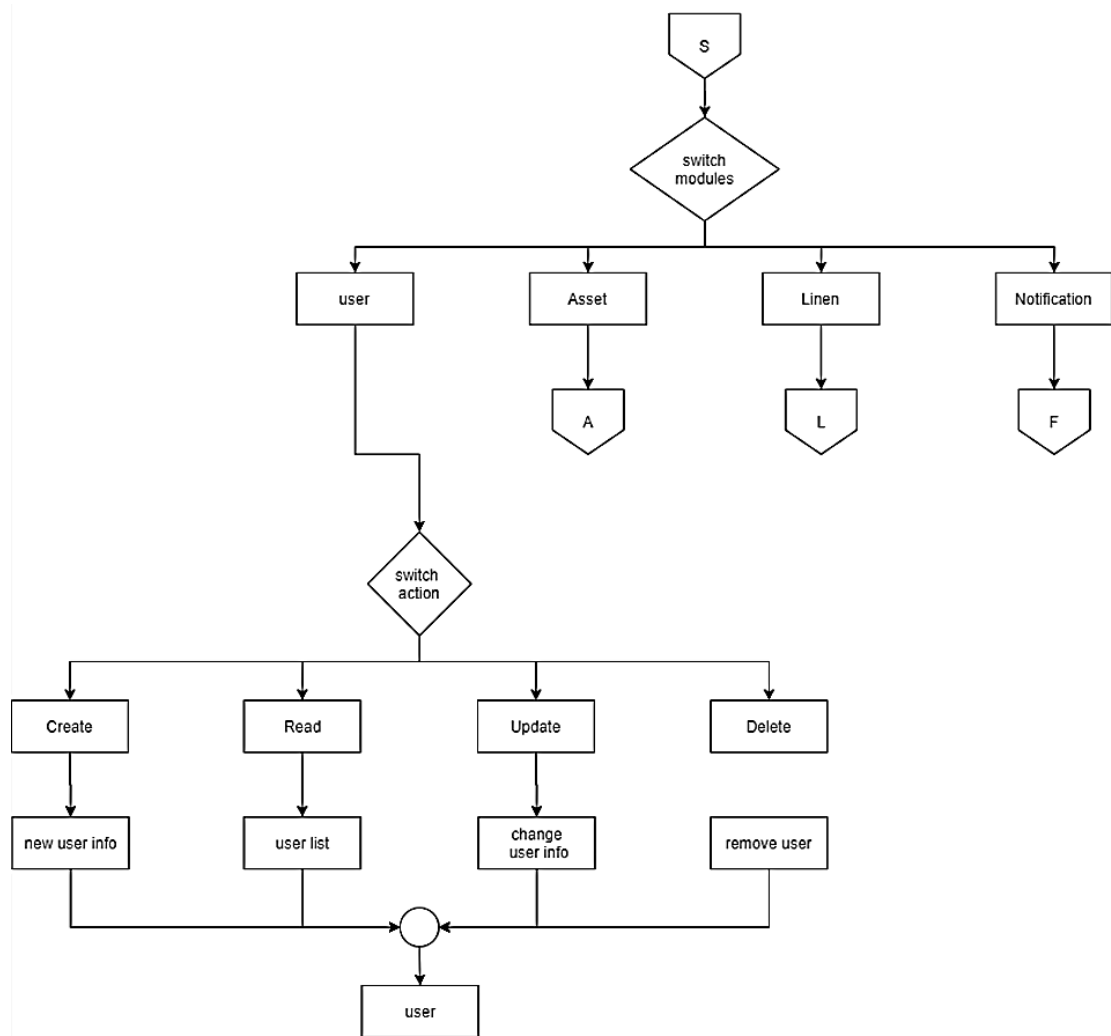 S
switch
modules
user
Asset
Linen
Notification
A
L
F
switch
action
Create
Read
Update
Delete
new user info
user list
change
user info
remove user
user